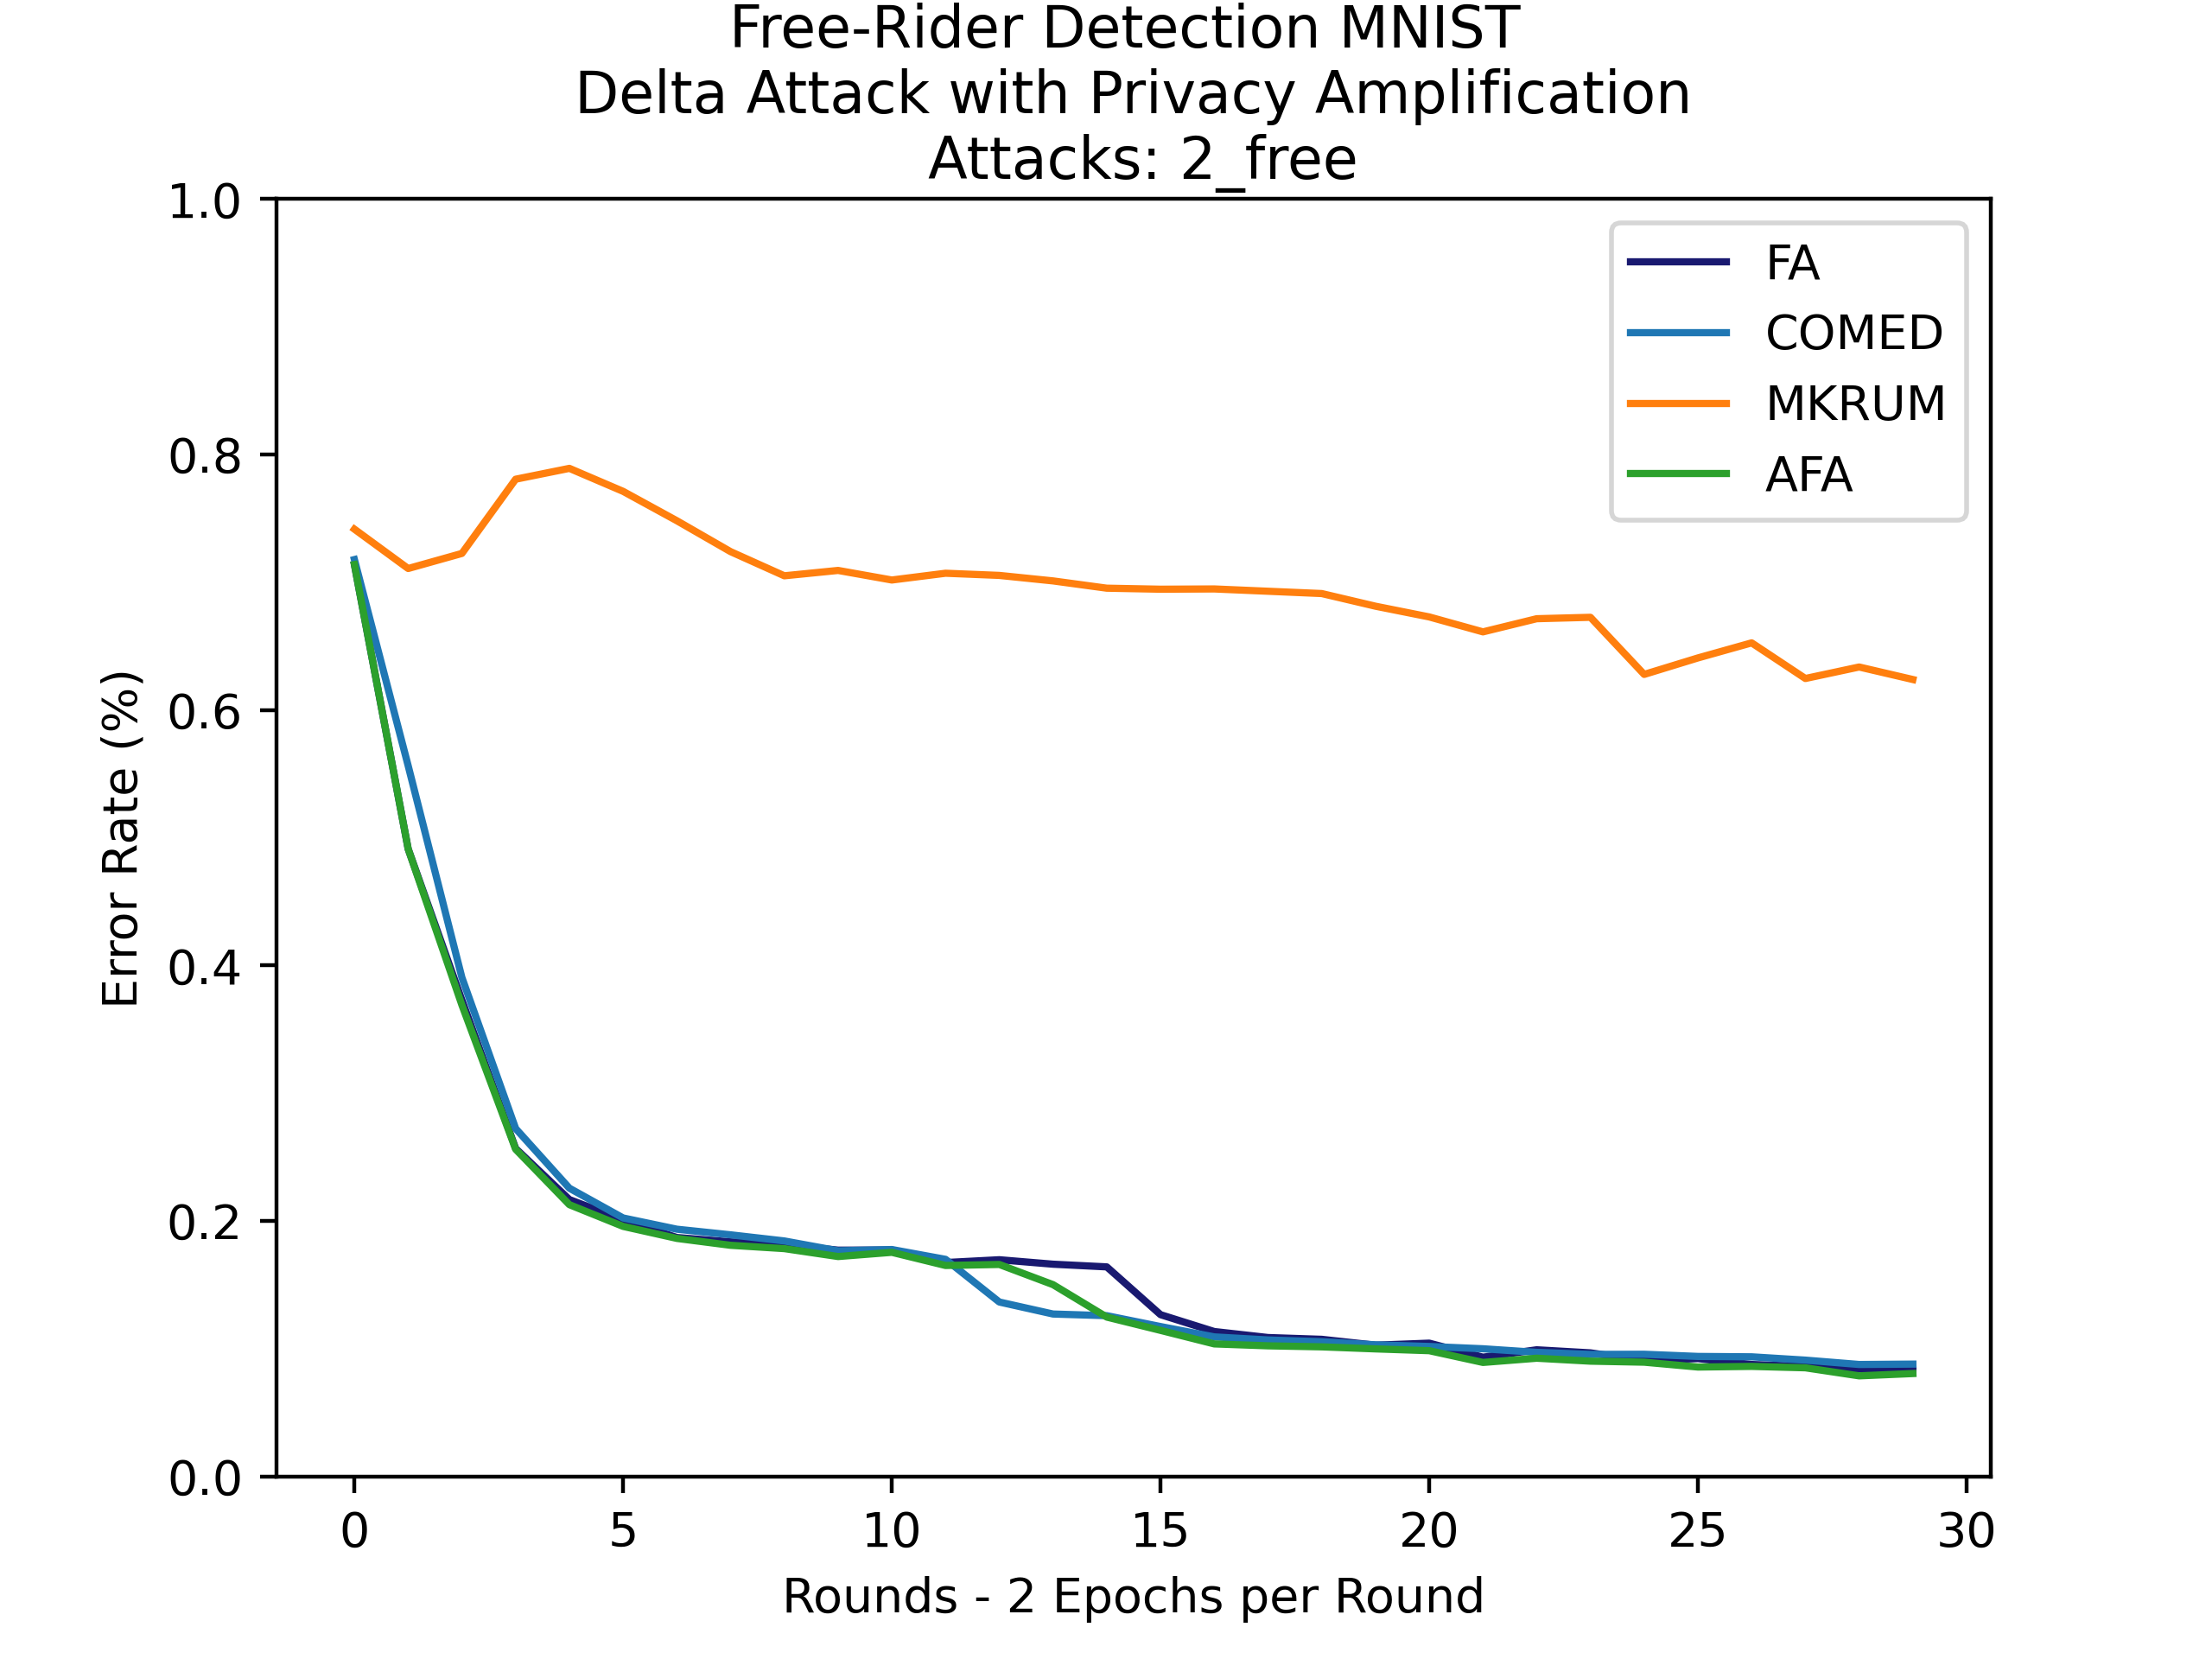 Free-Rider Detection MNIST
Delta Attack with Privacy Amplification
Attacks: 2_free
1.0
0.8
0.6
0.4
0.2
0.0
Error Rate (%)
FA
COMED
MKRUM
AFA
0 5 10 15 20 25 30
Rounds - 2 Epochs per Round